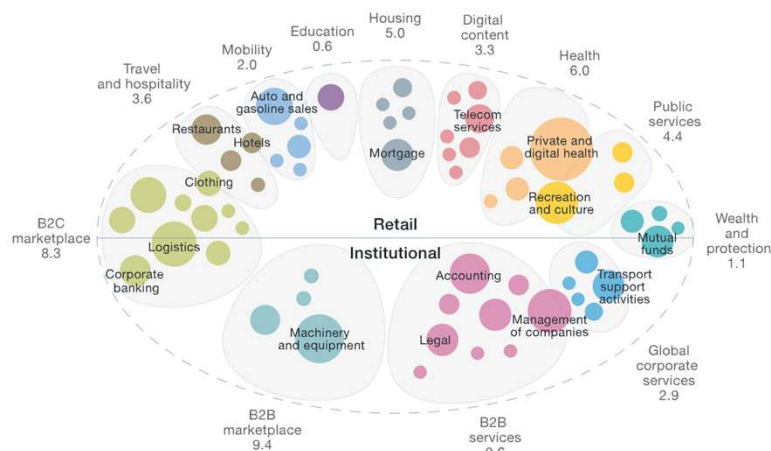 Housing
5.0
Education
0.6
Digital
content
3.3
Mobility
2.0
Health
6.0
Travel
and hospitality
3.6
Auto and
gasoline sales
Public
services
4.4
Restaurants
Hotels
Telecom
services
Mortgage
Private and
digital health
Clothing
Recreation
and culture
B2C
marketplace
8.3
Logistics
Retail
Institutional
Wealth and
protection
1.1
Mutual
funds
Corporate
banking
Accounting
Transport
support
activities
Machinery
and equipment
Legal
Management
of companies
Global
corporate
services
2.9
B2B
marketplace
9.4
B2B
services